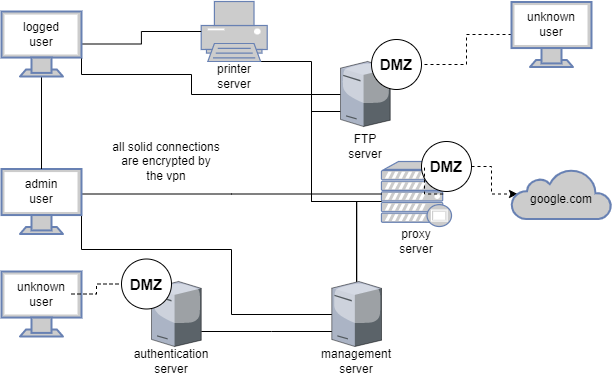 logged
user
unknown
user
printer
server
DMZ
FTP
server
all solid connections
are encrypted by
the vpn
DMZ
admin
user
google.com
proxy
server
unknown
user
DMZ
authentication
server
management
server